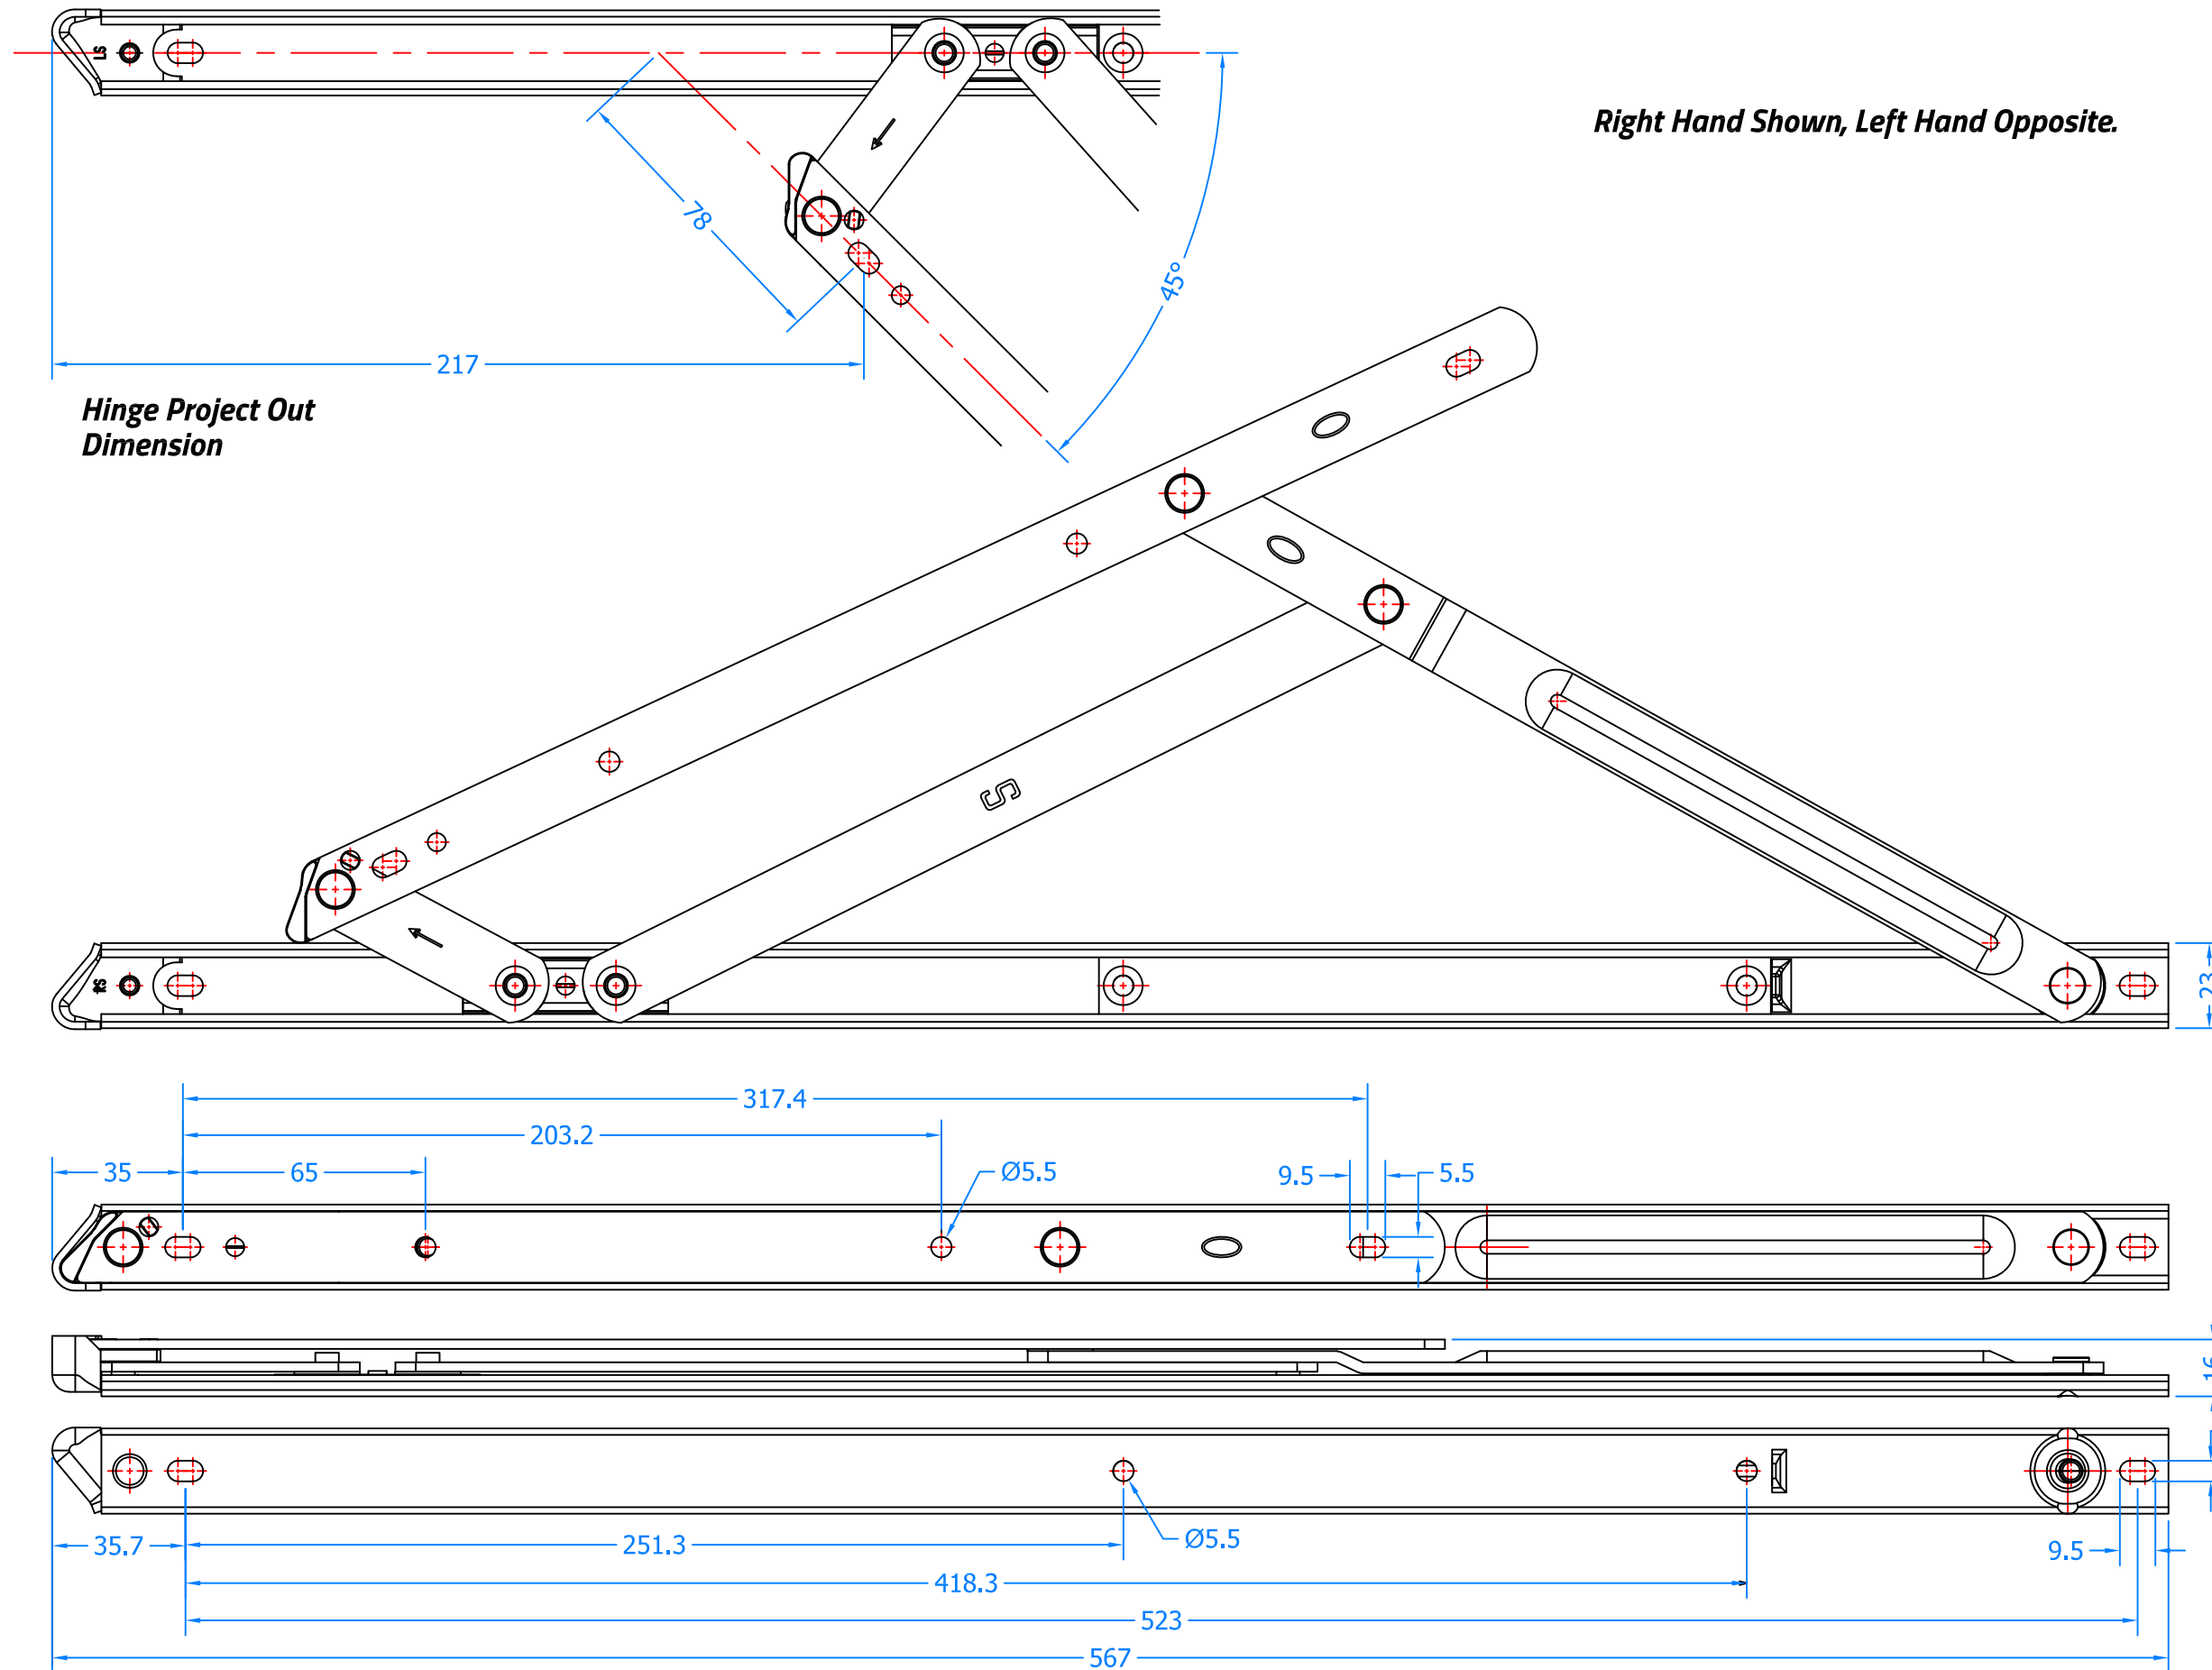 LS
Right Hand Shown, Left Hand Opposite.
78
45°
217
Hinge Project Out
Dimension
S
RS
23
317.4
203.2
35
65
Ø5.5
9.5
5.5
16
35.7
251.3
Ø5.5
9.5
418.3
523
567